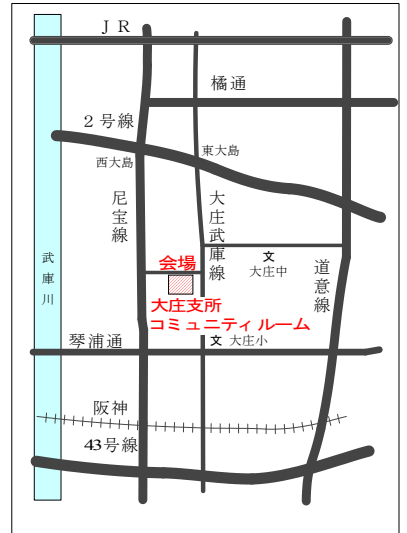 ＪＲ
橘通
２号線
西大島
東大島
尼宝線
大庄武庫線
文
大庄中
道意線
武庫川
会場
大庄支所
コミュニティルーム
琴浦通
文 大庄小
阪神
43号線